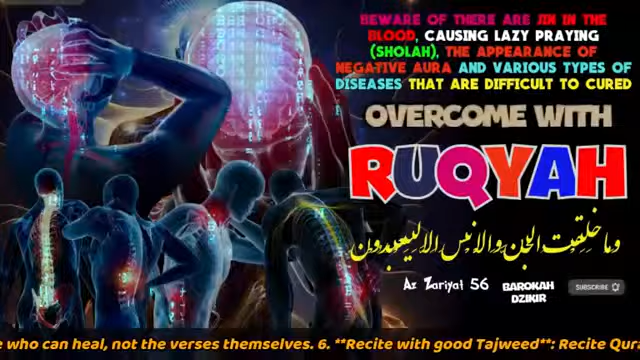 BEWARE OF THERE ARE JIN IN THE
BLOOD, CAUSING LAZY PRAYING
(SHOLAH), THE APPEARANCE OF
NEGATIVE AURA AND VARIOUS TYPES OF
DISEASES THAT ARE DIFFICULT TO CURED
OVERCOME WITH
RUQYAH
وما خلقت الجن والانس الا ليعبدون
Az Zariyat 56
BAROKAH
DZIKIR
SUBSCRIBE
e who can heal, not the verses themselves. 6. **Recite with good Tajweed**: Recite Qura